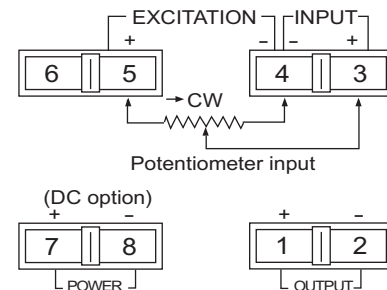 EXCITATION INPUT
+ – – +
6 5 4 3
→ CW
Potentiometer input
(DC option)
+ – + –
7 8 1 2
POWER OUTPUT